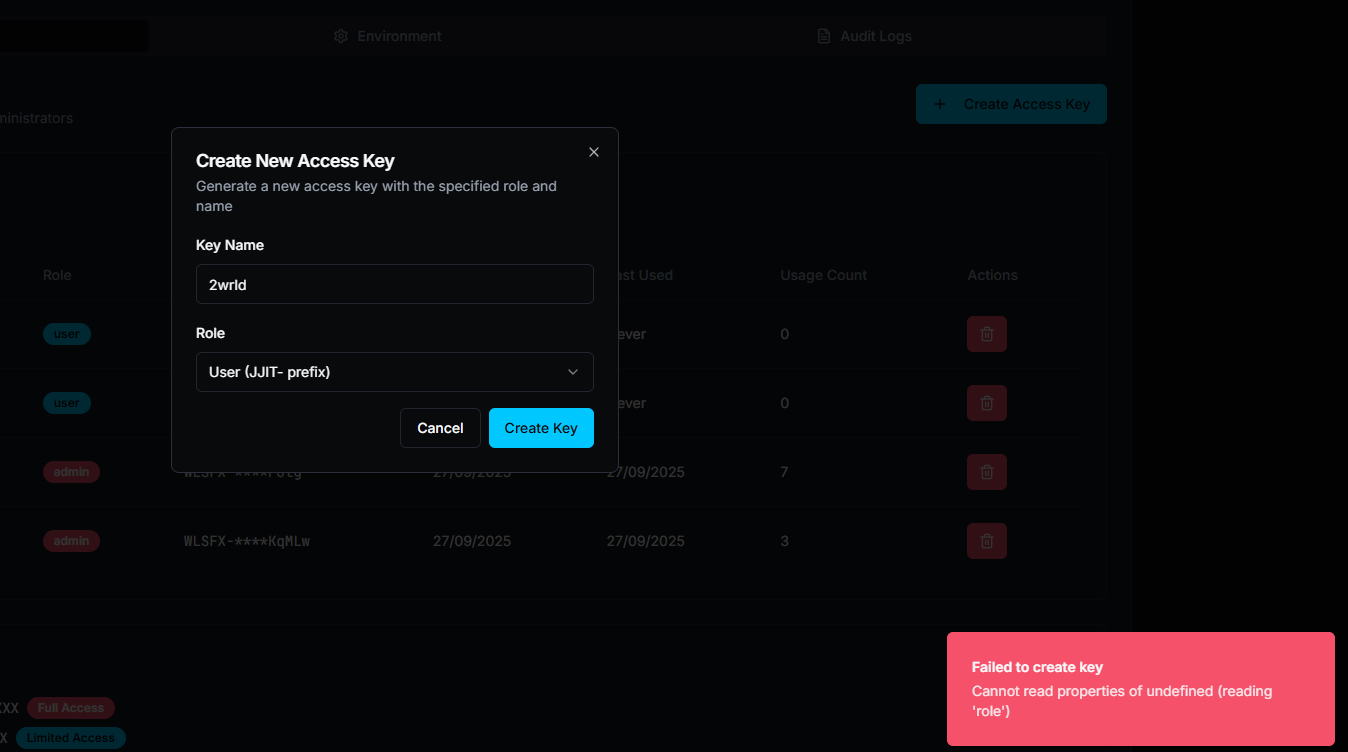 Environment
Audit Logs
ministrators
Create Access Key
Create New Access Key
Generate a new access key with the specified role and
name
Key Name
2wrld
Role
User (JJIT- prefix)
Cancel
Create Key
Role
ast Used
Usage Count
Actions
user
ever
0
user
ever
0
admin
27/09/2025
27/09/2025
7
admin
WLSFX-****KqMLw
27/09/2025
27/09/2025
3
XX
Full Access
X
Limited Access
Failed to create key
Cannot read properties of undefined (reading
'role')